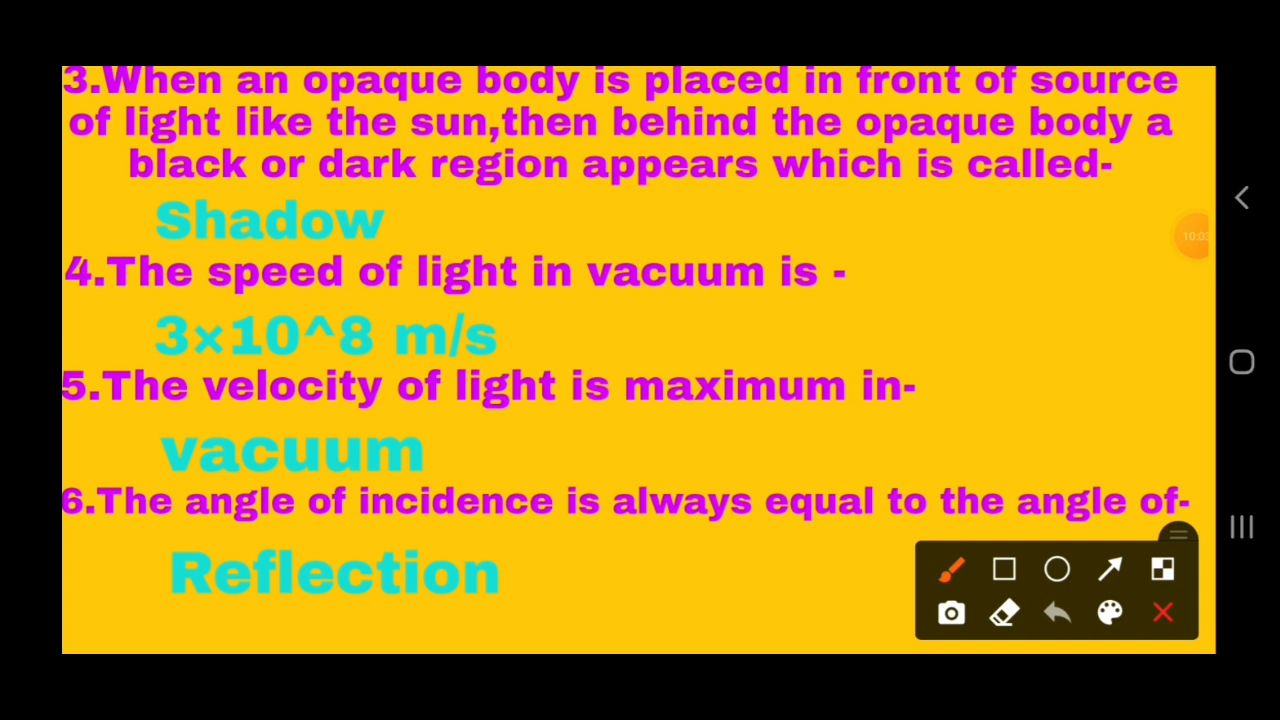 3.When an opaque body is placed in front of source
of light like the sun,then behind the opaque body a
black or dark region appears which is called-
Shadow
10:03
4.The speed of light in vacuum is -
3×10^8 m/s
5.The velocity of light is maximum in-
vacuum
6.The angle of incidence is always equal to the angle of-
Reflection